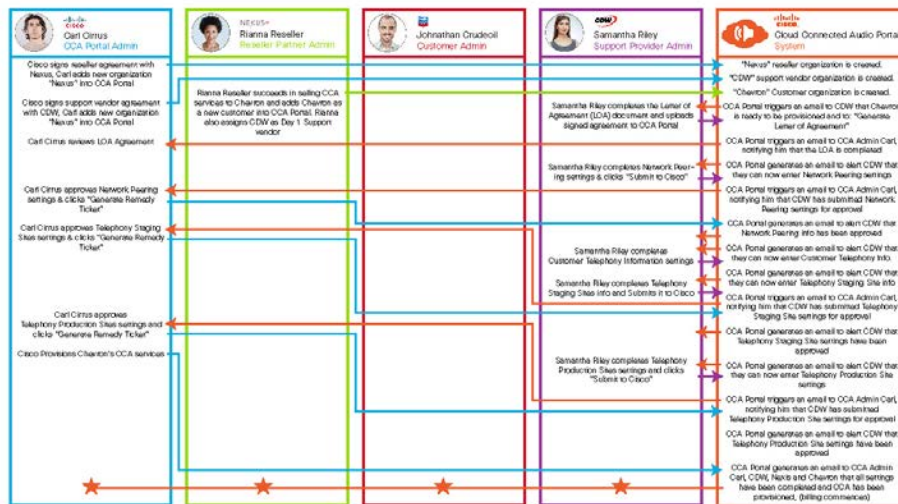 CISCO
Carl Cirrus
CCA Portal Admin
Cisco signs reseller agreement with
Nexus, Carl adds new organization
"Nexus" into CCA Portal
Cisco signs support vendor agreement
with CDW, Carl adds new organization
"Nexus" into CCA Portal
Carl Cirrus reviews LOA Agreement
Carl Cirrus approves Network Peering
settings & clicks "Generate Remedy
Ticker"
Carl Cirrus approves Telephony Staging
Sites settings & clicks "Generate Remedy
Ticker"
Carl Cirrus approves
Telephony Production Sites settings and
clicks "Generate Remedy Ticker"
Cisco Provisions Chevron's CCA services
NEXUS+
Rianna Reseller
Reseller Partner Admin
Rianna Reseller succeeds in selling CCA
services to Chevron and adds Chevron as
a new customer into CCA Portal. Rianna
also assigns CDW as Day 1 Support
vendor
Johnathan Crudeoil
Customer Admin
CDW
Samantha Riley
Support Provider Admin
Samantha Riley completes the Letter of
Agreement (LOA) document and uploads
signed agreement to CCA Portal
Samantha Riley completes Network Peer-
ing settings & clicks "Submit to Cisco"
Samantha Riley completes
Customer Telephony Information settings
Samantha Riley completes Telephony
Staging Sites info and Submits it to Cisco
Samantha Riley completes Telephony
Production Sites settings and clicks
"Submit to Cisco"
CISCO
Cloud Connected Audio Portal
System
"Nexus" reseller organization is created.
"CDW" support vendor organization is created.
"Chevron" Customer organization is created.
CCA Portal triggers an email to CDW that Chevron
is ready to be provisioned and to: "Generate
Letter of Agreement"
CCA Portal triggers an email to CCA Admin Carl,
notifying him that the LOA is completed
CCA Portal generates an email to alert CDW that
they can now enter Network Peering settings
CCA Portal triggers an email to CCA Admin Carl,
notifying him that CDW has submitted Network
Peering settings for approval
CCA Portal generates an email to alert CDW that
Network Peering info has been approved
CCA Portal generates an email to alert CDW that
they can now enter Customer Telephony Info.
CCA Portal generates an email to alert CDW that
they can now enter Telephony Staging Site info
CCA Portal triggers an email to CCA Admin Carl,
notifying him that CDW has submitted Telephony
Staging Site settings for approval
CCA Portal generates an email to alert CDW that
Telephony Staging Site settings have been
approved
CCA Portal generates an email to alert CDW that
they can now enter Telephony Production Site
settings
CCA Portal triggers an email to CCA Admin Carl,
notifying him that CDW has submitted
Telephony Production Site settings for approval
CCA Portal generates an email to alert CDW that
Telephony Production Site settings have been
approved
CCA Portal generates an email to CCA Admin
Carl, CDW, Nexis and Chevron that all settings
have been completed and CCA has been
provisioned, (billing commences)